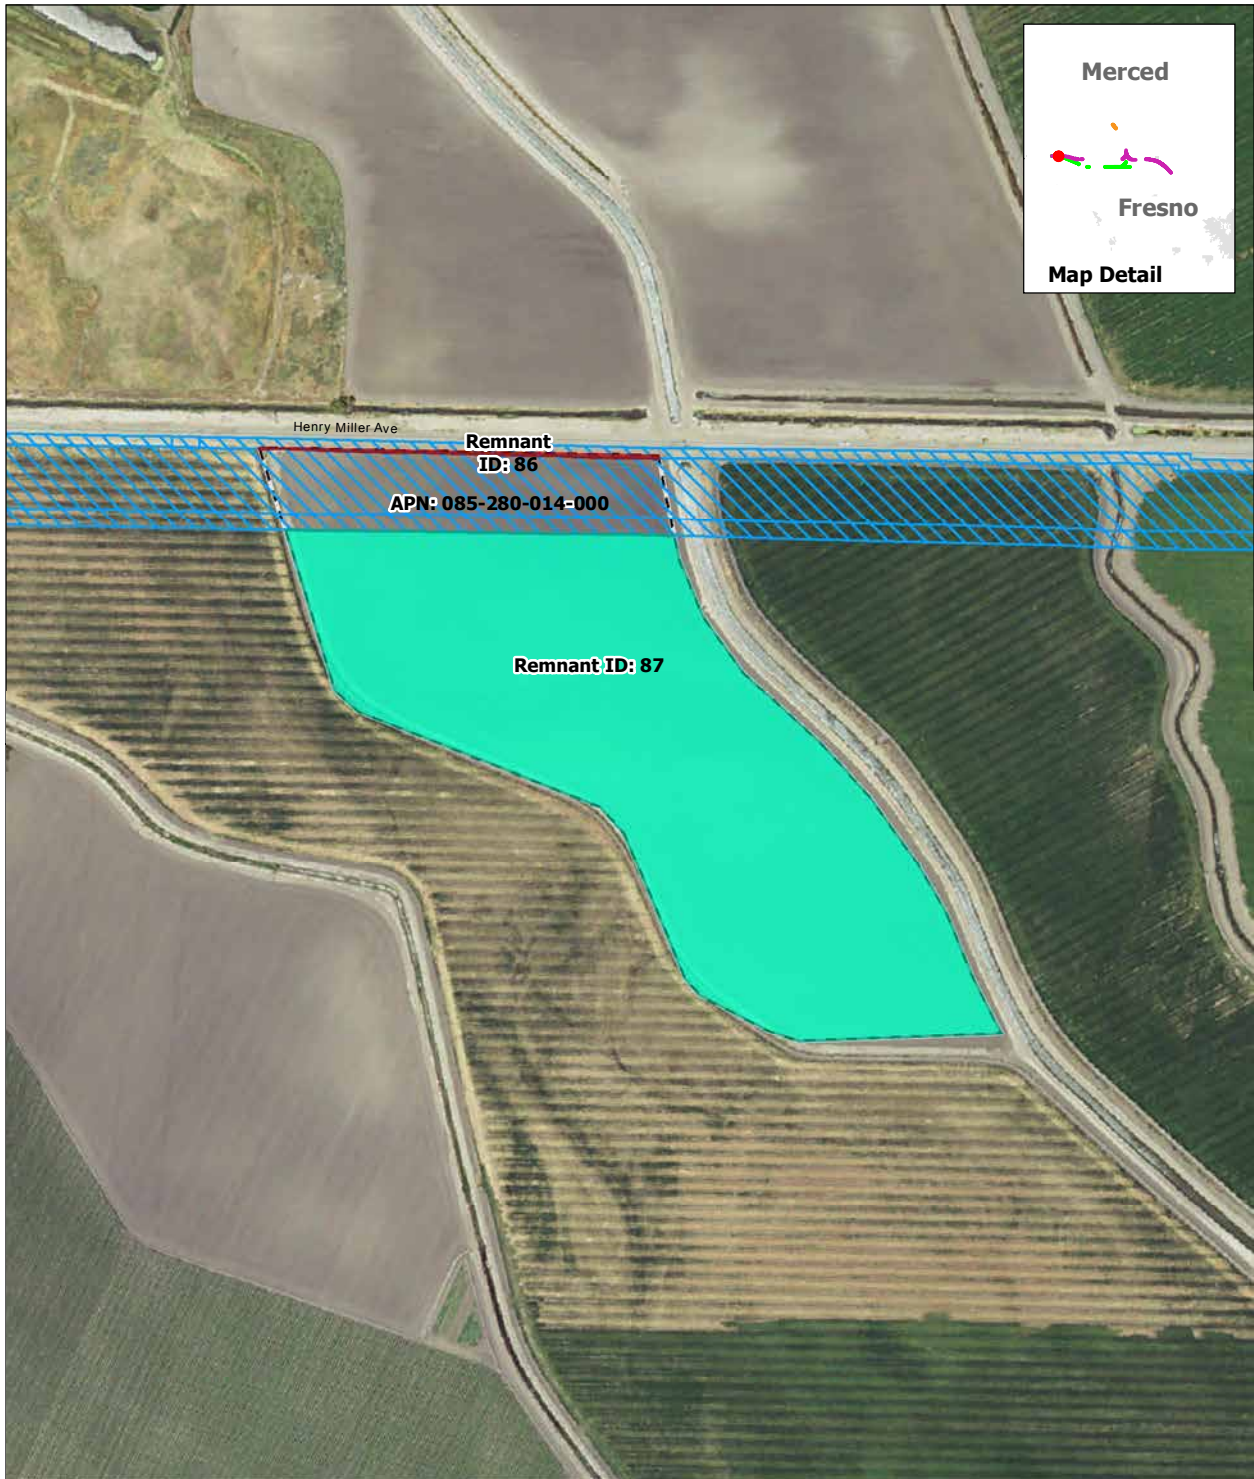 Merced
Fresno
Map Detail
Henry Miller Ave
Remnant
ID: 86
APN: 085-280-014-000
Remnant ID: 87